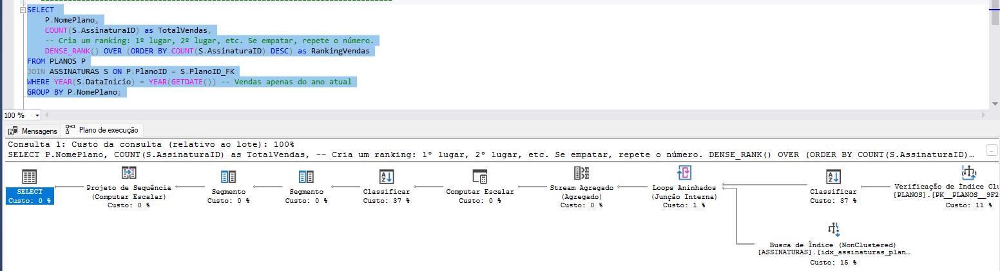 SELECT
P.NomePlano,
COUNT(S.AssinaturaID) as TotalVendas,
-- Cria um ranking: 1º lugar, 2º lugar, etc. Se empatar, repete o número.
DENSE_RANK() OVER (ORDER BY COUNT(S.AssinaturaID) DESC) as RankingVendas
FROM PLANOS P
JOIN ASSINATURAS S ON P.PlanoID = S.PlanoID_FK
WHERE YEAR(S.DataInicio) = YEAR(GETDATE()) -- Vendas apenas do ano atual
GROUP BY P.NomePlano;
100 %
Mensagens Plano de execução
Consulta 1: Custo da consulta (relativo ao lote): 100%
SELECT P.NomePlano, COUNT(S.AssinaturaID) as TotalVendas, -- Cria um ranking: 1º lugar, 2º lugar, etc. Se empatar, repete o número. DENSE_RANK() OVER (ORDER BY COUNT(S.AssinaturaID)…
SELECT
Custo: 0 %
Projeto de Sequência
(Computar Escalar)
Custo: 0 %
Segmento
Custo: 0 %
Segmento
Custo: 0 %
Classificar
Custo: 37 %
Computar Escalar
Custo: 0 %
Stream Agregado
(Agregado)
Custo: 0 %
Loops Aninhados
(Junção Interna)
Custo: 1 %
Classificar
Custo: 37 %
Verificação de Índice Clu
[PLANOS].[PK__PLANOS__9F2
Custo: 11 %
Busca de Índice (NonClustered)
[ASSINATURAS].[idx_assinaturas_plan…
Custo: 15 %